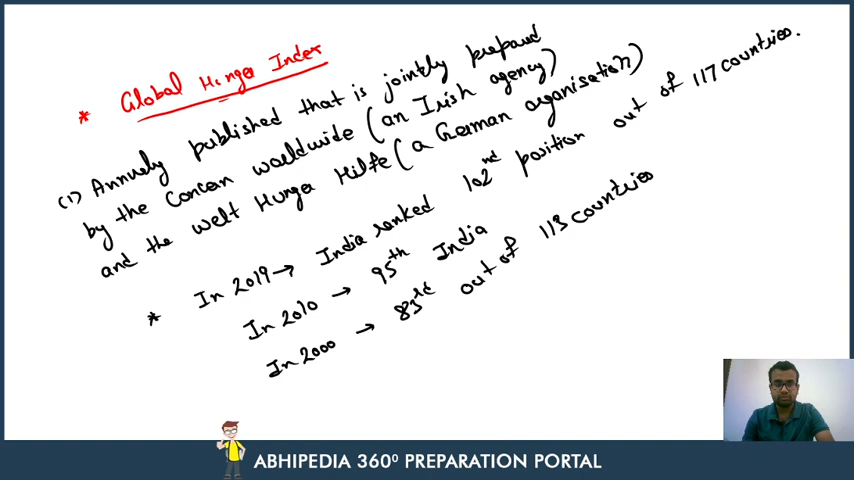 * Global Hunger Index
(1) Annualy published that is jointly prepared
by the Concern worldwide (an Irish agency)
and the Welt Hunger Hilfe (a German organisation)
* In 2019 → India ranked 102nd position out of 117 countries.
In 2010 → 95th India
In 2000 → 83rd out of 113 countries
ABHIPEDIA 360º PREPARATION PORTAL